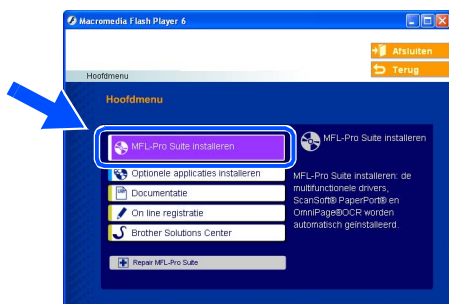 Macromedia Flash Player 6
Afsluiten
Terug
Hoofdmenu
Hoofdmenu
MFL-Pro Suite installeren
Optionele applicaties installeren
Documentatie
On line registratie
Brother Solutions Center
Repair MFL-Pro Suite
MFL-Pro Suite installeren
MFL-Pro Suite installeren: de
multifunctionele drivers,
ScanSoft® PaperPort® en
OmniPage®OCR worden
automatisch geïnstalleerd.